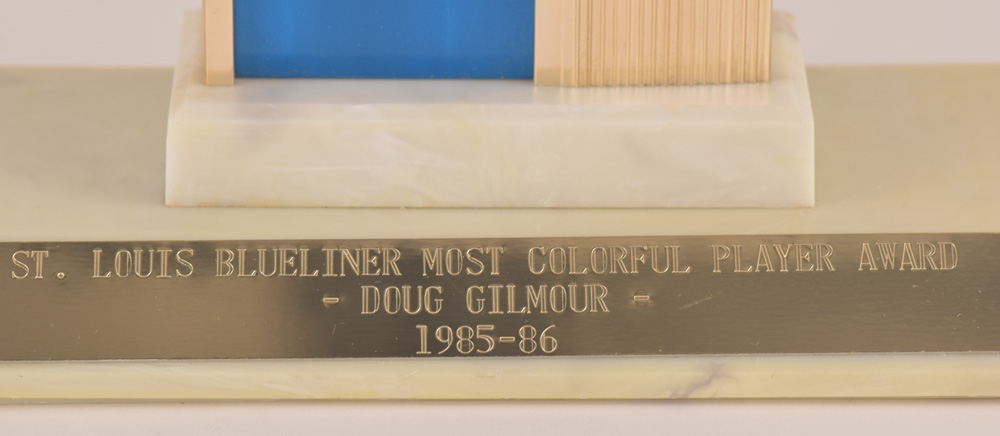 ST. LOUIS BLUELINER MOST COLORFUL PLAYER AWARD
- DOUG GILMOUR -
1985-86